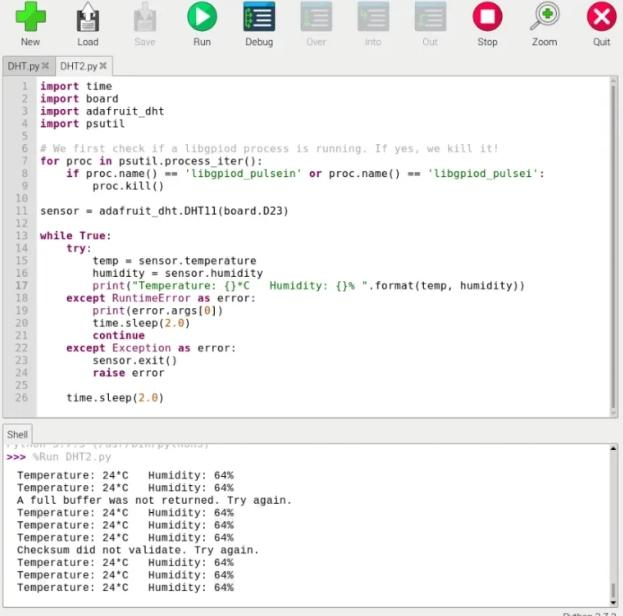 New Load Save Run Debug Over Into Out Stop Zoom Quit
DHT.py DHT2.py
1 import time
2 import board
3 import adafruit_dht
4 import psutil
5
6 # We first check if a libgpiod process is running. If yes, we kill it!
7 for proc in psutil.process_iter():
8     if proc.name() == 'libgpiod_pulsein' or proc.name() == 'libgpiod_pulsei':
9         proc.kill()
10
11 sensor = adafruit_dht.DHT11(board.D23)
12
13 while True:
14     try:
15         temp = sensor.temperature
16         humidity = sensor.humidity
17         print("Temperature: {}*C   Humidity: {}% ".format(temp, humidity))
18     except RuntimeError as error:
19         print(error.args[0])
20         time.sleep(2.0)
21         continue
22     except Exception as error:
23         sensor.exit()
24         raise error
25
26     time.sleep(2.0)
Shell
>>> %Run DHT2.py
Temperature: 24*C   Humidity: 64%
Temperature: 24*C   Humidity: 64%
A full buffer was not returned. Try again.
Temperature: 24*C   Humidity: 64%
Temperature: 24*C   Humidity: 64%
Temperature: 24*C   Humidity: 64%
Checksum did not validate. Try again.
Temperature: 24*C   Humidity: 64%
Temperature: 24*C   Humidity: 64%
Temperature: 24*C   Humidity: 64%